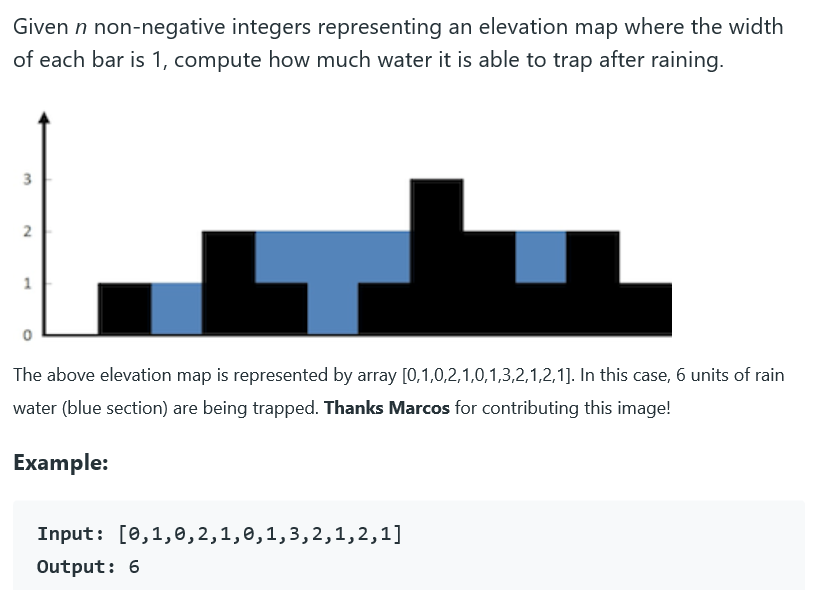 Given n non-negative integers representing an elevation map where the width
of each bar is 1, compute how much water it is able to trap after raining.
3
2
1
0
The above elevation map is represented by array [0,1,0,2,1,0,1,3,2,1,2,1]. In this case, 6 units of rain
water (blue section) are being trapped. Thanks Marcos for contributing this image!
Example:
Input: [0,1,0,2,1,0,1,3,2,1,2,1]
Output: 6